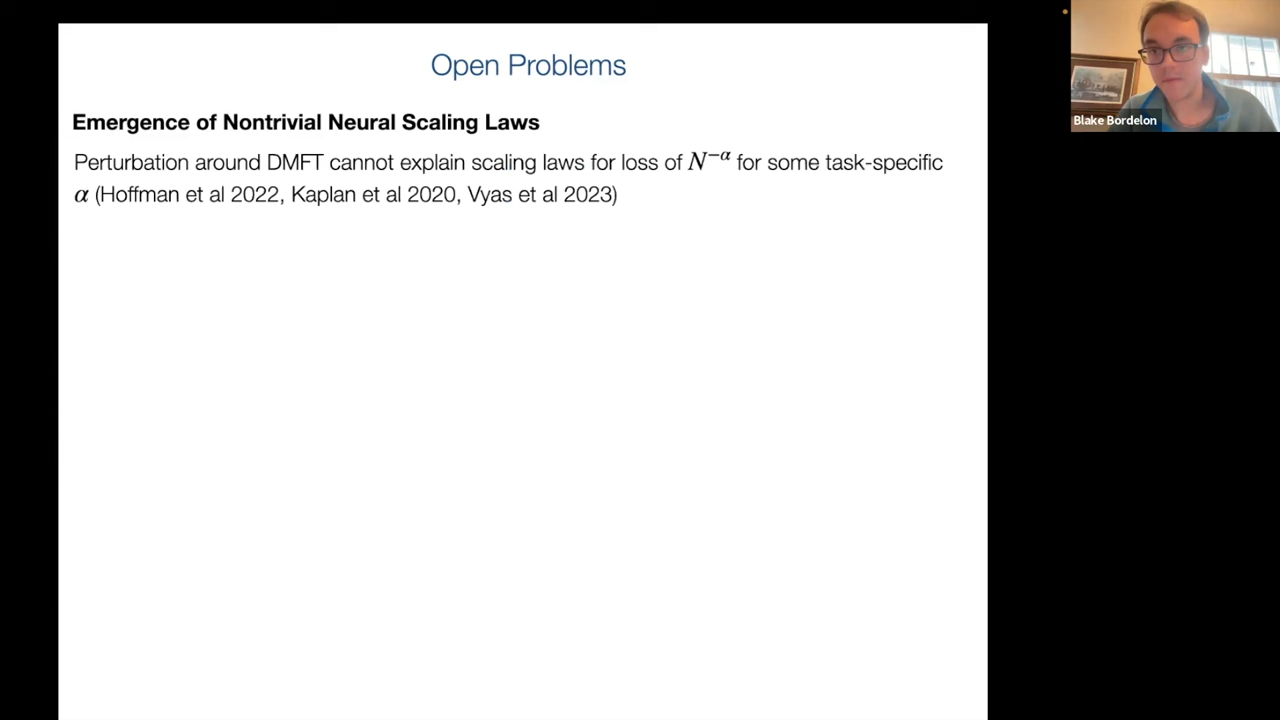 Open Problems
Emergence of Nontrivial Neural Scaling Laws
Perturbation around DMFT cannot explain scaling laws for loss of N^{-α} for some task-specific
α (Hoffman et al 2022, Kaplan et al 2020, Vyas et al 2023)
Blake Bordelon